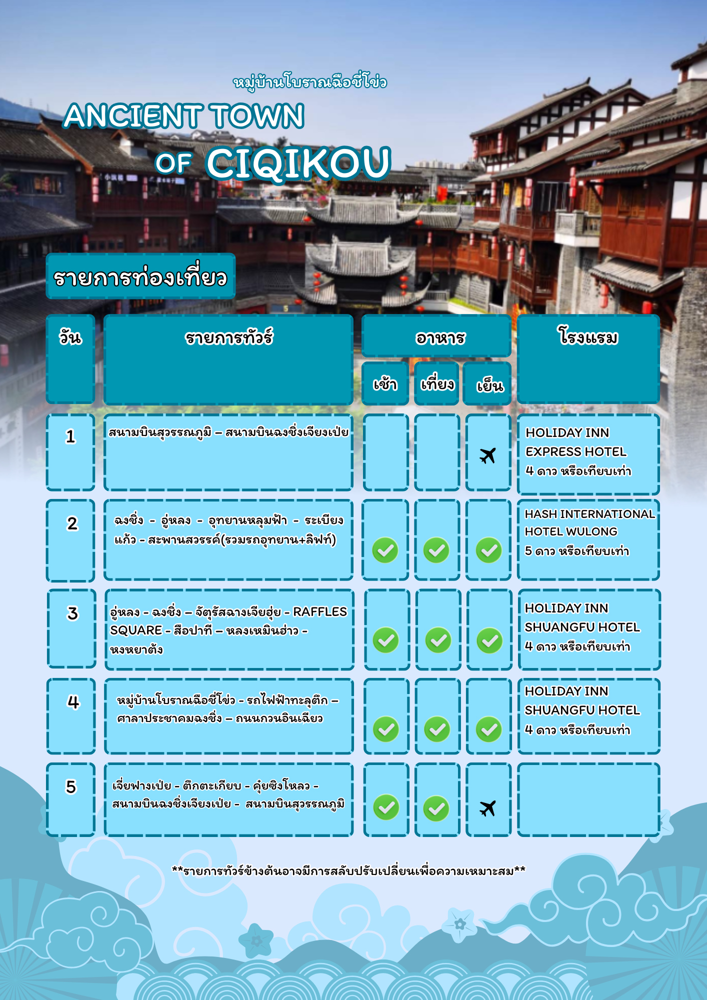 หมู่บ้านโบราณฉือชี่โข่ว
ANCIENT TOWN
OF CIQIKOU
รายการท่องเที่ยว
วัน
รายการทัวร์
อาหาร
โรงแรม
เช้า
เที่ยง
เย็น
1
สนามบินสุวรรณภูมิ – สนามบินฉงชิ่งเจียงเป่ย
HOLIDAY INN
EXPRESS HOTEL
4 ดาว หรือเทียบเท่า
2
ฉงชิ่ง - อู่หลง - อุทยานหลุมฟ้า - ระเบียง
แก้ว - สะพานสวรรค์(รวมรถอุทยาน+ลิฟท์)
HASH INTERNATIONAL
HOTEL WULONG
5 ดาว หรือเทียบเท่า
3
อู่หลง - ฉงชิ่ง – จัตุรัสฉางเจียฮุ่ย - RAFFLES
SQUARE - สือปาที – หลงเหมินฮ่าว -
หงหยาต้ง
HOLIDAY INN
SHUANGFU HOTEL
4 ดาว หรือเทียบเท่า
4
หมู่บ้านโบราณฉือชี่โข่ว - รถไฟฟ้าทะลุตึก –
ศาลาประชาคมฉงชิ่ง – ถนนกวนอินเฉียว
HOLIDAY INN
SHUANGFU HOTEL
4 ดาว หรือเทียบเท่า
5
เจี่ยฟางเป่ย - ตึกตะเกียบ - คุ๋ยซิงโหลว -
สนามบินฉงชิ่งเจียงเป่ย - สนามบินสุวรรณภูมิ
**รายการทัวร์ข้างต้นอาจมีการสลับปรับเปลี่ยนเพื่อความเหมาะสม**